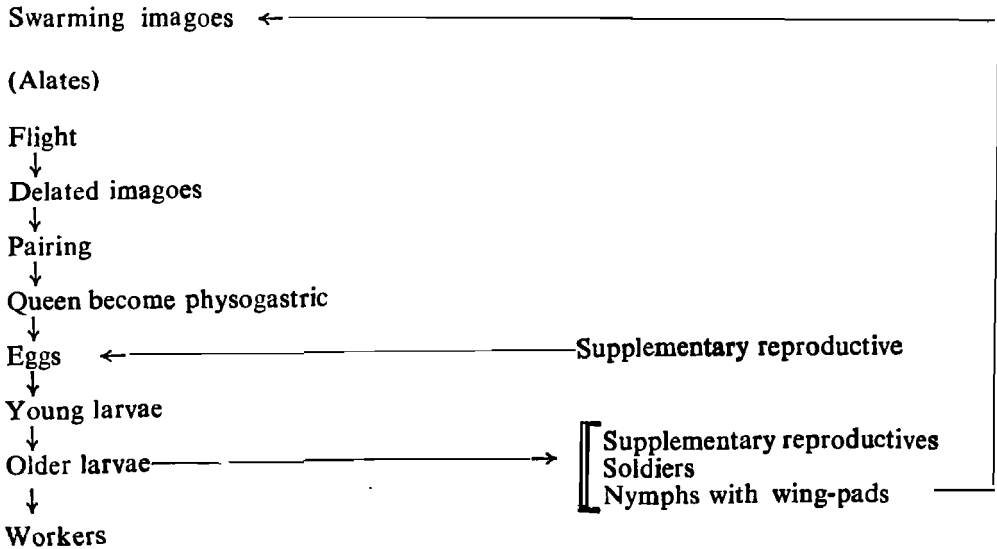 Swarming imagoes
(Alates)
Flight
Delated imagoes
Pairing
Queen become physogastric
Eggs
Supplementary reproductive
Young larvae
Older larvae
Supplementary reproductives
Soldiers
Nymphs with wing-pads
Workers